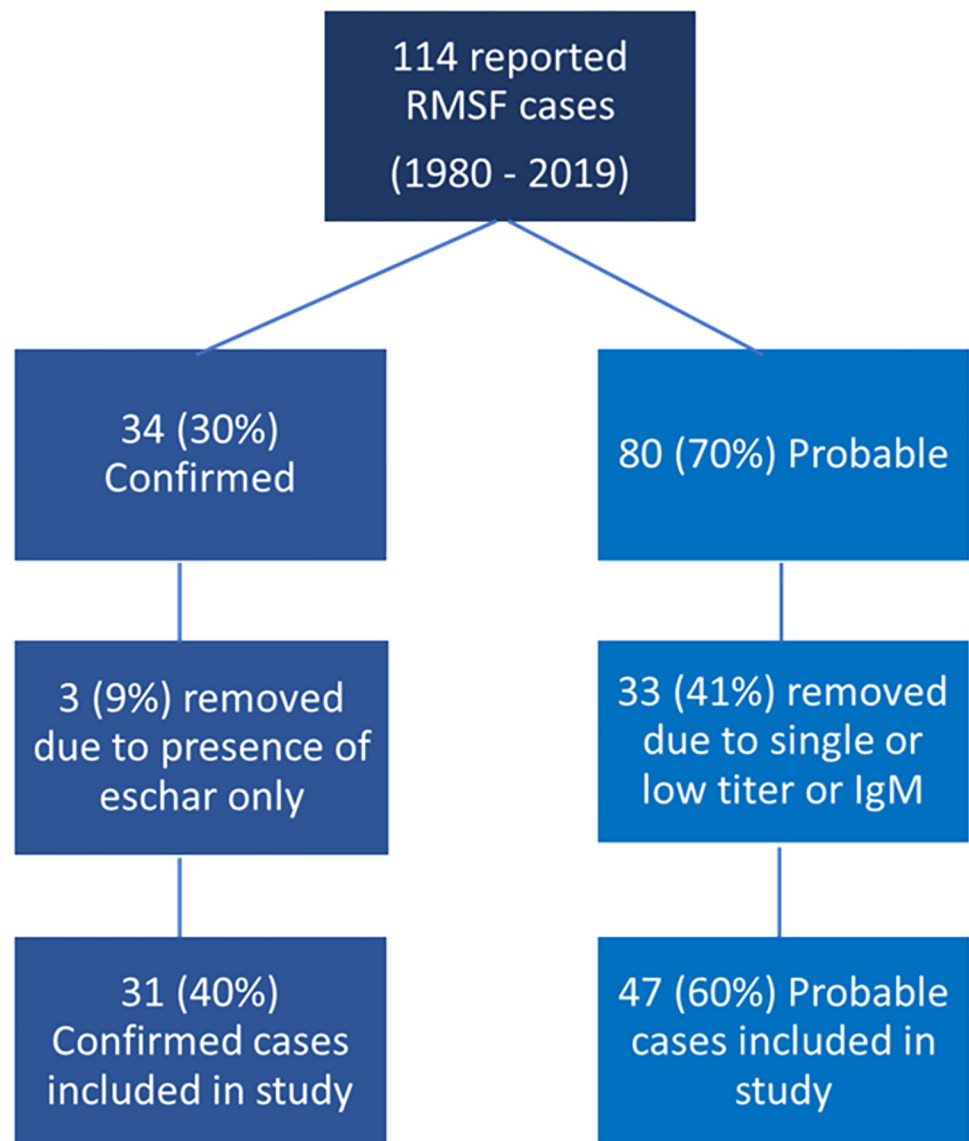 114 reported
RMSF cases
(1980 - 2019)
34 (30%)
Confirmed
80 (70%) Probable
3 (9%) removed
due to presence of
eschar only
33 (41%) removed
due to single or
low titer or IgM
31 (40%)
Confirmed cases
included in study
47 (60%) Probable
cases included in
study